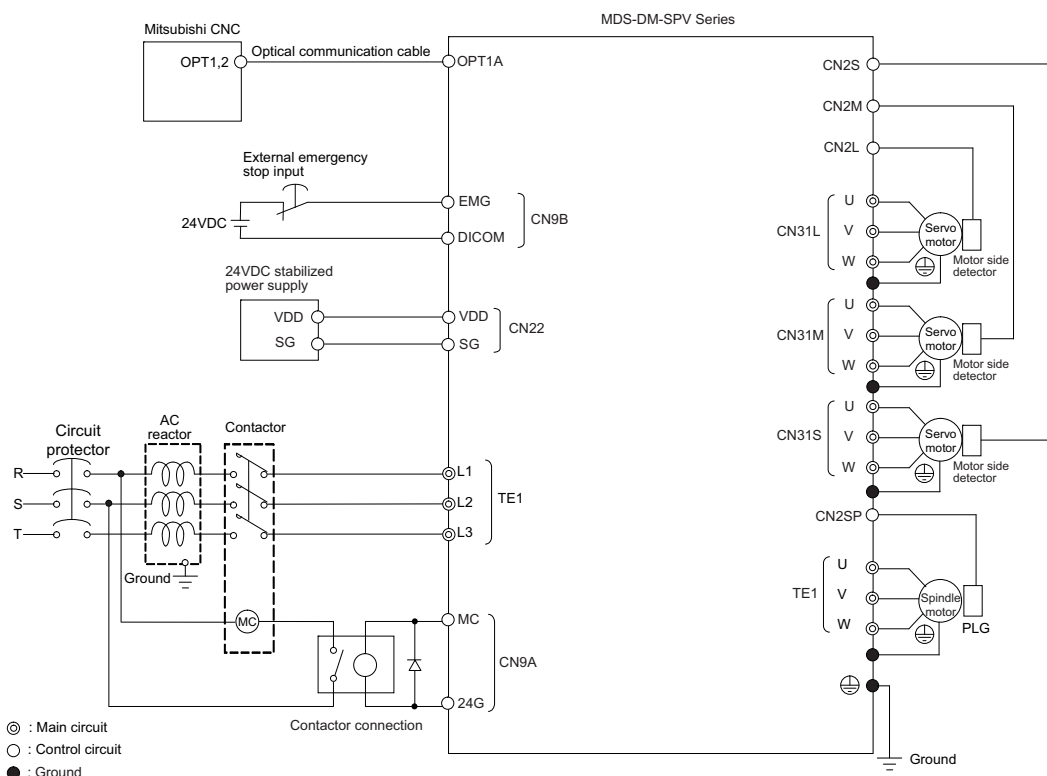 MDS-DM-SPV Series
Mitsubishi CNC
OPT1,2
Optical communication cable
OPT1A
CN2S
CN2M
CN2L
External emergency
stop input
24VDC
EMG
DICOM
CN9B
24VDC stabilized
power supply
VDD
SG
VDD
SG
CN22
CN31L
U
V
W
Servo
motor
Motor side
detector
CN31M
U
V
W
Servo
motor
Motor side
detector
CN31S
U
V
W
Servo
motor
Motor side
detector
Circuit
protector
AC
reactor
Contactor
R
S
T
L1
L2
L3
TE1
Ground
MC
MC
24G
CN9A
Contactor connection
CN2SP
TE1
U
V
W
Spindle
motor
PLG
Ground
: Main circuit
: Control circuit
: Ground